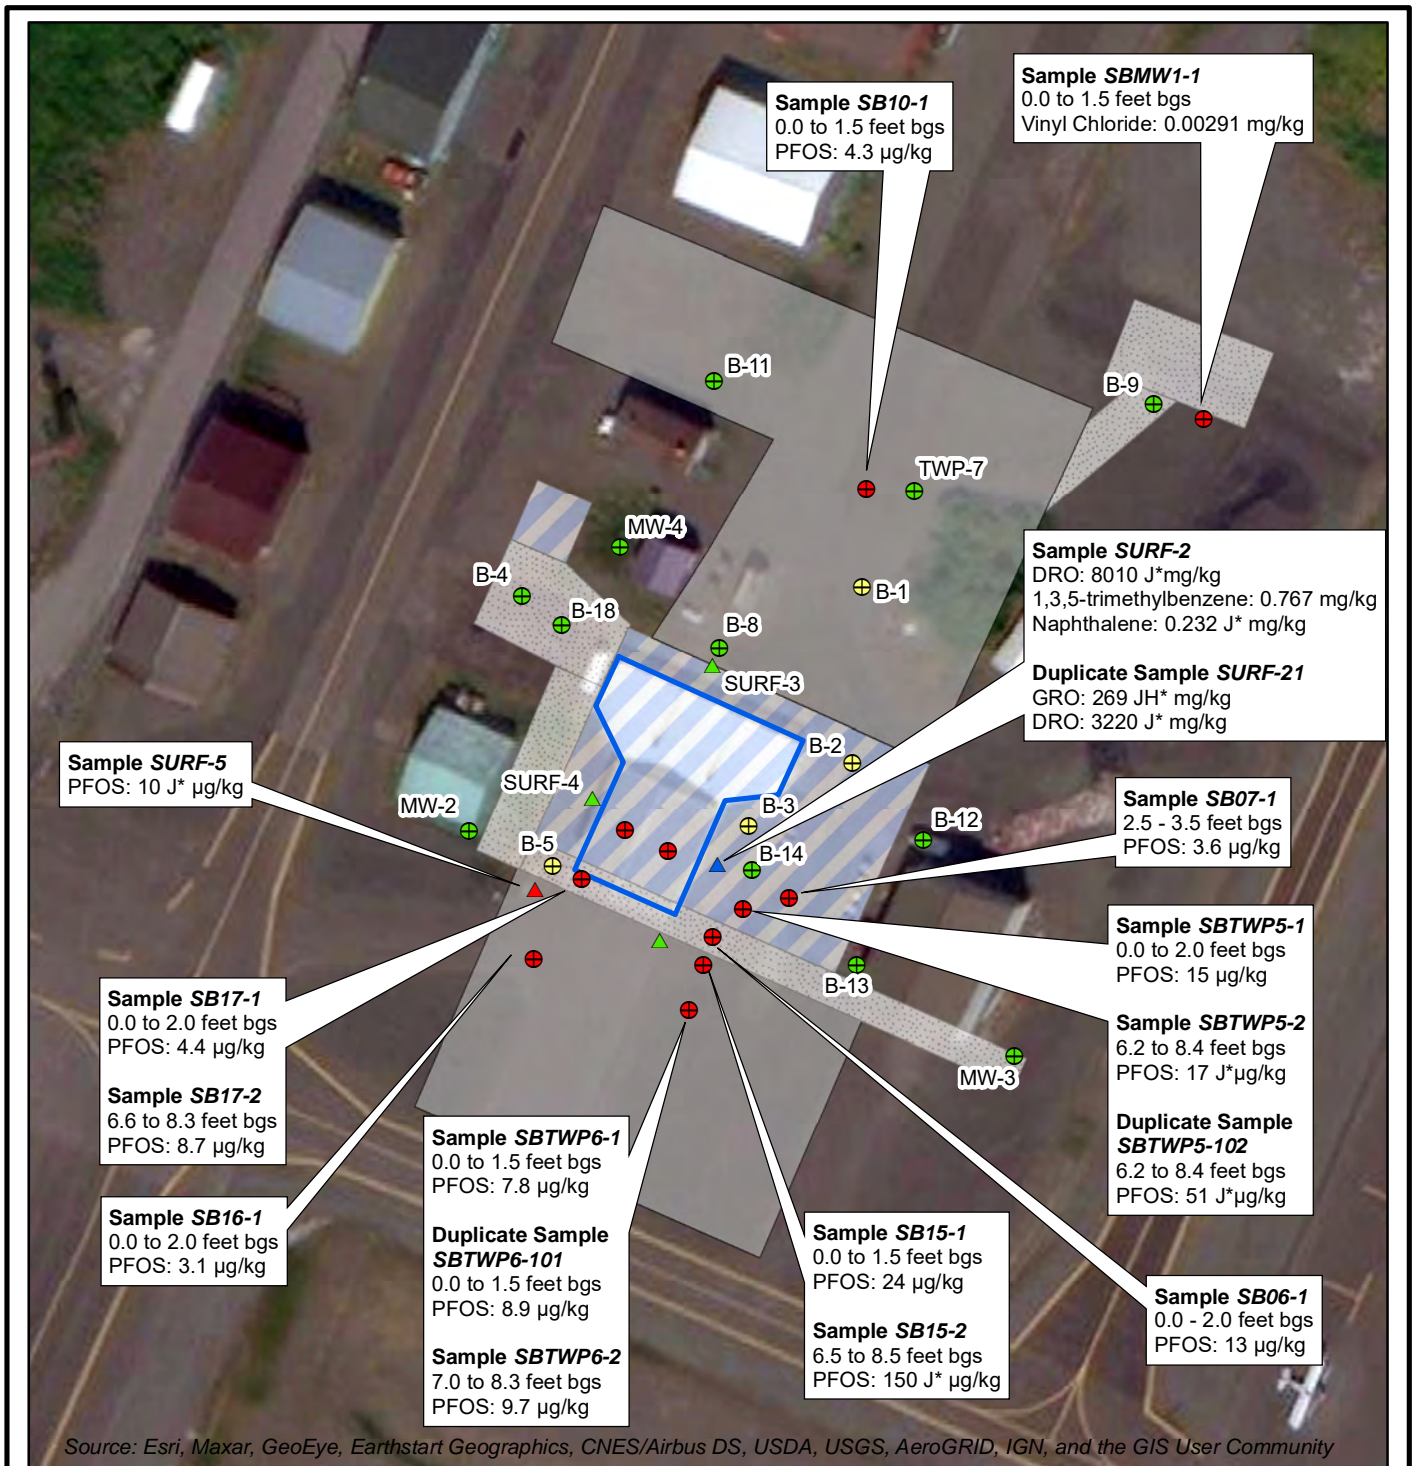 Sample SBMW1-1
0.0 to 1.5 feet bgs
Vinyl Chloride: 0.00291 mg/kg
Sample SB10-1
0.0 to 1.5 feet bgs
PFOS: 4.3 µg/kg
B-11
B-9
TWP-7
MW-4
B-4
B-18
B-1
B-8
SURF-3
Sample SURF-2
DRO: 8010 J*mg/kg
1,3,5-trimethylbenzene: 0.767 mg/kg
Naphthalene: 0.232 J* mg/kg
Duplicate Sample SURF-21
GRO: 269 JH* mg/kg
DRO: 3220 J* mg/kg
B-2
Sample SURF-5
PFOS: 10 J* µg/kg
SURF-4
MW-2
B-3
B-5
B-14
B-12
Sample SB07-1
2.5 - 3.5 feet bgs
PFOS: 3.6 µg/kg
Sample SBTWP5-1
0.0 to 2.0 feet bgs
PFOS: 15 µg/kg
Sample SBTWP5-2
6.2 to 8.4 feet bgs
PFOS: 17 J*µg/kg
Duplicate Sample
SBTWP5-102
6.2 to 8.4 feet bgs
PFOS: 51 J*µg/kg
B-13
MW-3
Sample SB17-1
0.0 to 2.0 feet bgs
PFOS: 4.4 µg/kg
Sample SB17-2
6.6 to 8.3 feet bgs
PFOS: 8.7 µg/kg
Sample SB16-1
0.0 to 2.0 feet bgs
PFOS: 3.1 µg/kg
Sample SBTWP6-1
0.0 to 1.5 feet bgs
PFOS: 7.8 µg/kg
Duplicate Sample
SBTWP6-101
0.0 to 1.5 feet bgs
PFOS: 8.9 µg/kg
Sample SBTWP6-2
7.0 to 8.3 feet bgs
PFOS: 9.7 µg/kg
Sample SB15-1
0.0 to 1.5 feet bgs
PFOS: 24 µg/kg
Sample SB15-2
6.5 to 8.5 feet bgs
PFOS: 150 J* µg/kg
Sample SB06-1
0.0 - 2.0 feet bgs
PFOS: 13 µg/kg
Source: Esri, Maxar, GeoEye, Earthstart Geographics, CNES/Airbus DS, USDA, USGS, AeroGRID, IGN, and the GIS User Community